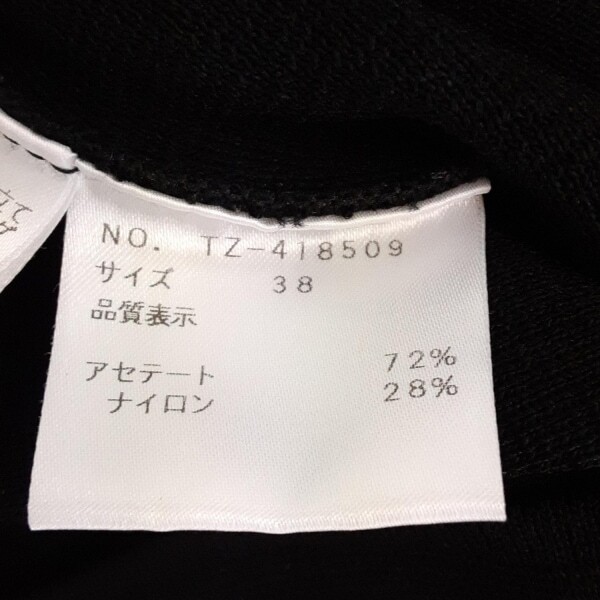 NO. TZ-418509
サイズ 38
品質表示
アセテート 72%
ナイロン 28%